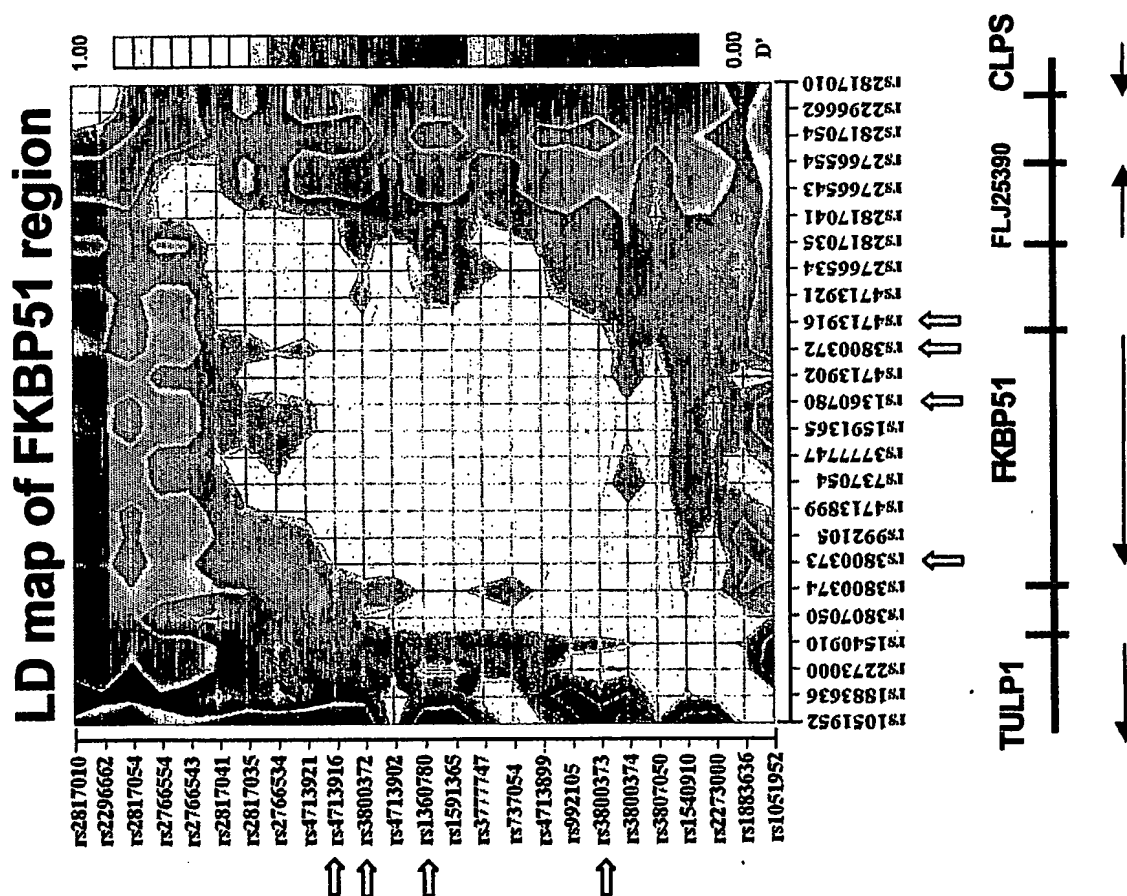 LD map of FKBP51 region
1.00
0.00
D'
rs2817010
rs2296662
rs2817054
rs2766554
rs2766543
rs2817041
rs2817035
rs2766534
rs4713921
rs4713916
rs3800372
rs4713902
rs1360780
rs1591365
rs3777747
rs737054
rs4713899
rs992105
rs3800373
rs3800374
rs3807050
rs1540910
rs2273000
rs1883636
rs1051952
rs2817010
rs2296662
rs2817054
rs2766554
rs2766543
rs2817041
rs2817035
rs2766534
rs4713921
rs4713916
rs3800372
rs4713902
rs1360780
rs1591365
rs3777747
rs737054
rs4713899
rs992105
rs3800373
rs3800374
rs3807050
rs1540910
rs2273000
rs1883636
rs1051952
TULP1
FKBP51
FLJ25390
CLPS